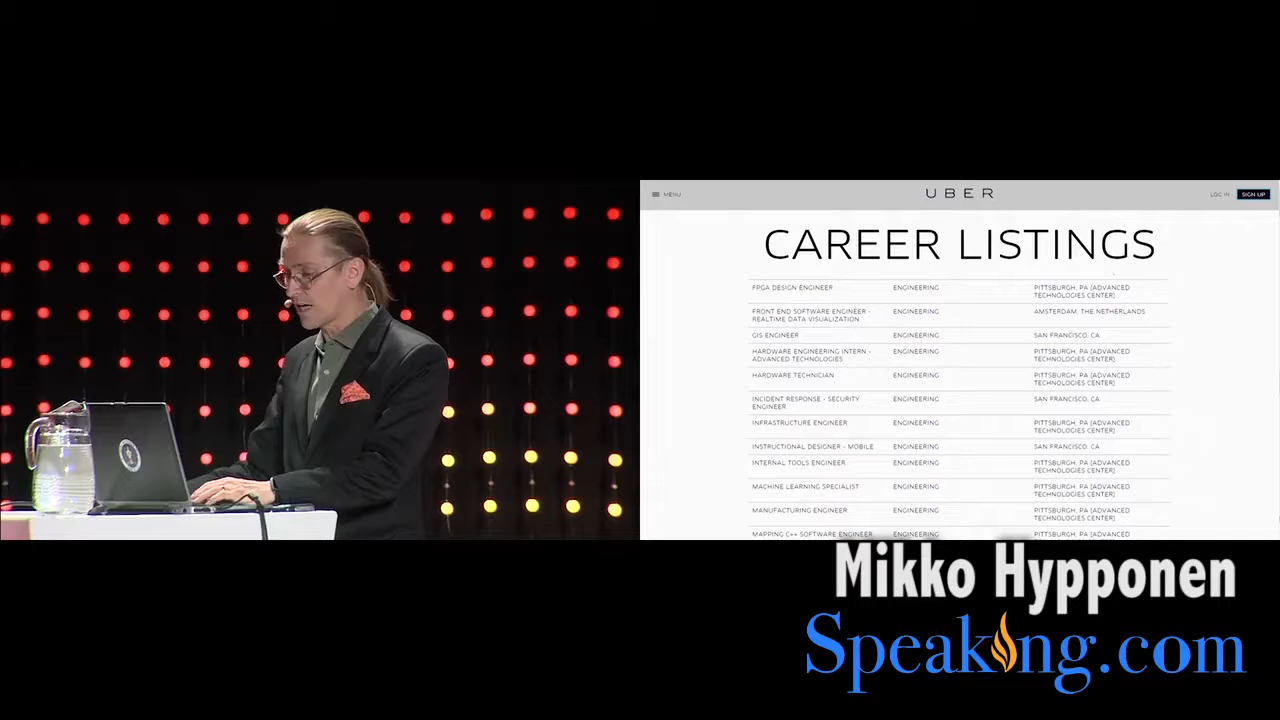 MENU
UBER
LOG IN
SIGN UP
CAREER LISTINGS
FPGA DESIGN ENGINEER ENGINEERING PITTSBURGH, PA [ADVANCED
TECHNOLOGIES CENTER]
FRONT END SOFTWARE ENGINEER - ENGINEERING AMSTERDAM, THE NETHERLANDS
REALTIME DATA VISUALIZATION
GIS ENGINEER ENGINEERING SAN FRANCISCO, CA
HARDWARE ENGINEERING INTERN - ENGINEERING PITTSBURGH, PA [ADVANCED
ADVANCED TECHNOLOGIES TECHNOLOGIES CENTER]
HARDWARE TECHNICIAN ENGINEERING PITTSBURGH, PA [ADVANCED
TECHNOLOGIES CENTER]
INCIDENT RESPONSE - SECURITY ENGINEERING SAN FRANCISCO, CA
ENGINEER
INFRASTRUCTURE ENGINEER ENGINEERING PITTSBURGH, PA [ADVANCED
TECHNOLOGIES CENTER]
INSTRUCTIONAL DESIGNER - MOBILE ENGINEERING SAN FRANCISCO, CA
INTERNAL TOOLS ENGINEER ENGINEERING PITTSBURGH, PA [ADVANCED
TECHNOLOGIES CENTER]
MACHINE LEARNING SPECIALIST ENGINEERING PITTSBURGH, PA [ADVANCED
TECHNOLOGIES CENTER]
MANUFACTURING ENGINEER ENGINEERING PITTSBURGH, PA [ADVANCED
TECHNOLOGIES CENTER]
MAPPING C++ SOFTWARE ENGINEER ENGINEERING PITTSBURGH, PA [ADVANCED
Mikko Hypponen
Speaking.com